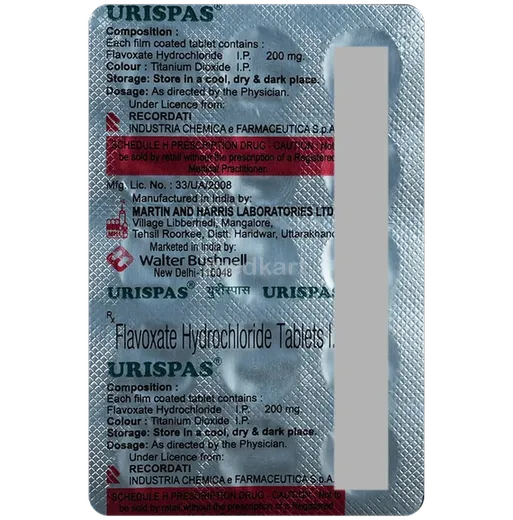 URISPAS®
Composition :
Each film coated tablet contains :
Flavoxate Hydrochloride I.P. 200 mg.
Colour : Titanium Dioxide I.P.
Storage: Store in a cool, dry & dark place.
Dosage: As directed by the Physician.
Under Licence from:
RECORDATI
INDUSTRIA CHEMICA e FARMACEUTICA S.p.A
SCHEDULE H PRESCRIPTION DRUG - CAUTION : Not to
be sold by retail without the prescription of a Registered
Medical Practitioner.
Mfg. Lic. No. : 33/UA/2008
Manufactured in India by:
MARTIN AND HARRIS LABORATORIES LTD
Village Libberhedi, Mangalore,
Tehsil Roorkee, Distt. Haridwar, Uttarakhand
Marketed in India by:
Walter Bushnell
New Delhi-110048
URISPAS® युरीस्पास URISPAS
Rx
Flavoxate Hydrochloride Tablets I.
URISPAS®
Composition :
Each film coated tablet contains :
Flavoxate Hydrochloride I.P. 200 mg.
Colour : Titanium Dioxide I.P.
Storage: Store in a cool, dry & dark place.
Dosage: As directed by the Physician.
Under Licence from:
RECORDATI
INDUSTRIA CHEMICA e FARMACEUTICA S.p.A
SCHEDULE H PRESCRIPTION DRUG - CAUTION : Not to
be sold by retail without the prescription of a Registered